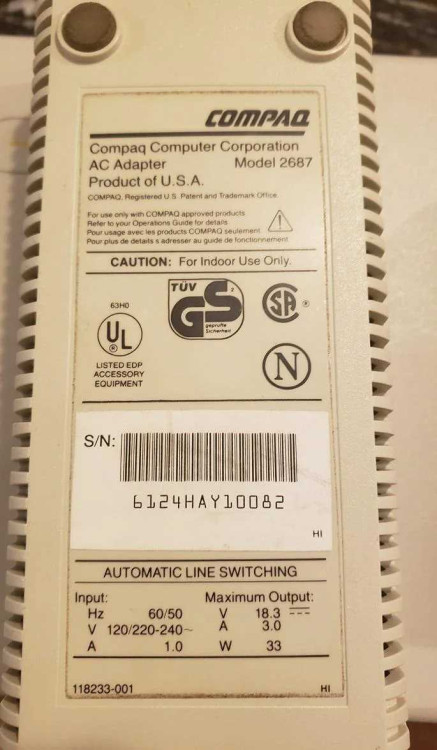 COMPAQ
Compaq Computer Corporation
AC Adapter Model 2687
Product of U.S.A.
COMPAQ, Registered U.S. Patent and Trademark Office
For use only with COMPAQ approved products
Refer to your Operations Guide for details
Pour usage avec les produits COMPAQ seulement
Pour plus de details s adresser au guide de fonctionnement
CAUTION: For Indoor Use Only.
63H0
UL
®
LISTED EDP
ACCESSORY
EQUIPMENT
TÜV
GS
geprüfte
Sicherheit
SA ®
N
S/N:
6124HAY10082
HI
AUTOMATIC LINE SWITCHING
Input: Maximum Output:
Hz 60/50 V 18.3
V 120/220-240~ A 3.0
A 1.0 W 33
118233-001 HI